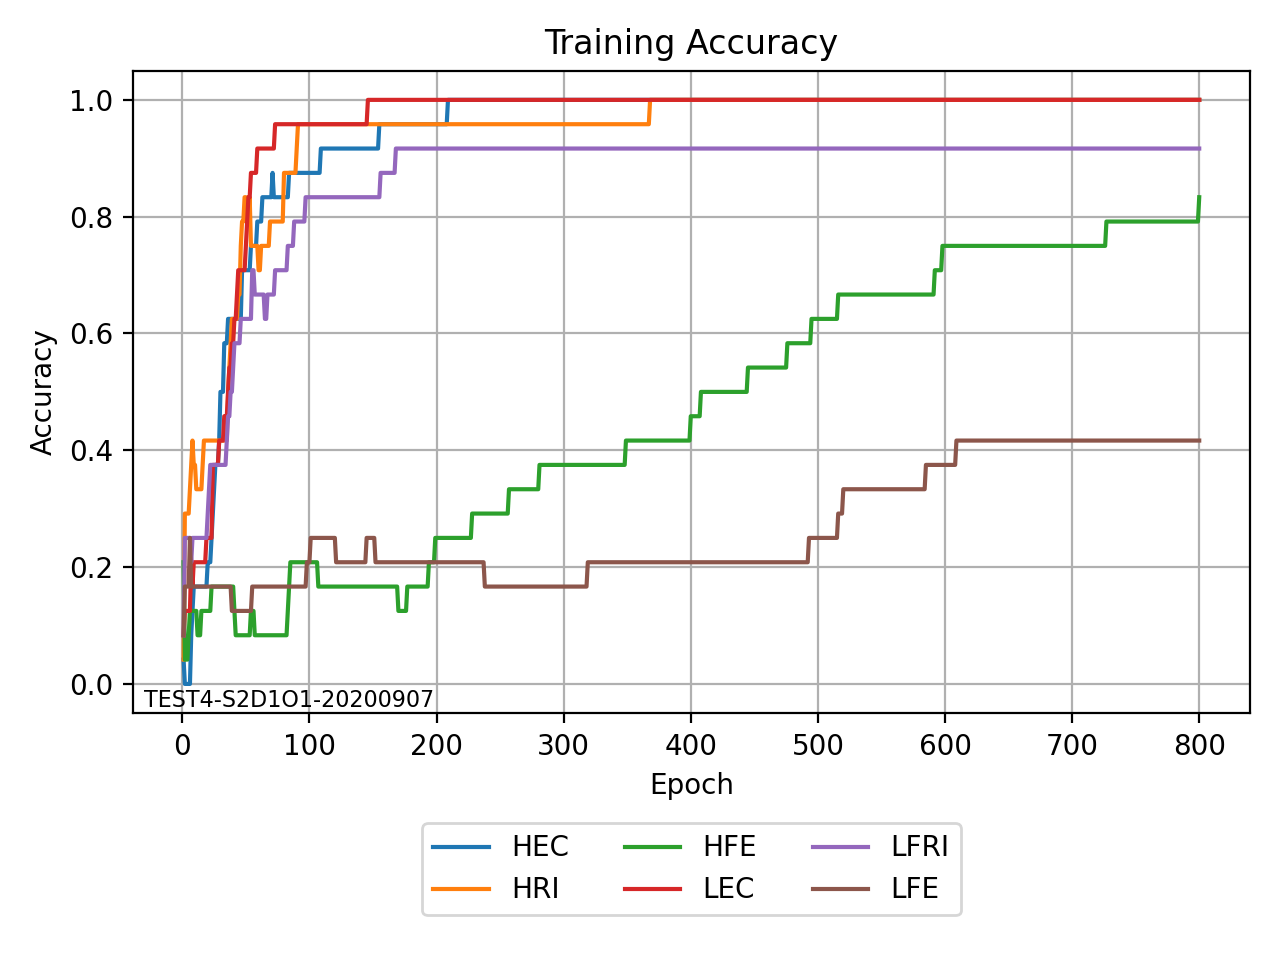 Training Accuracy
Accuracy
1.0
0.8
0.6
0.4
0.2
0.0
TEST4-S2D1O1-20200907
0 100 200 300 400 500 600 700 800
Epoch
HEC HFE LFRI
HRI LEC LFE